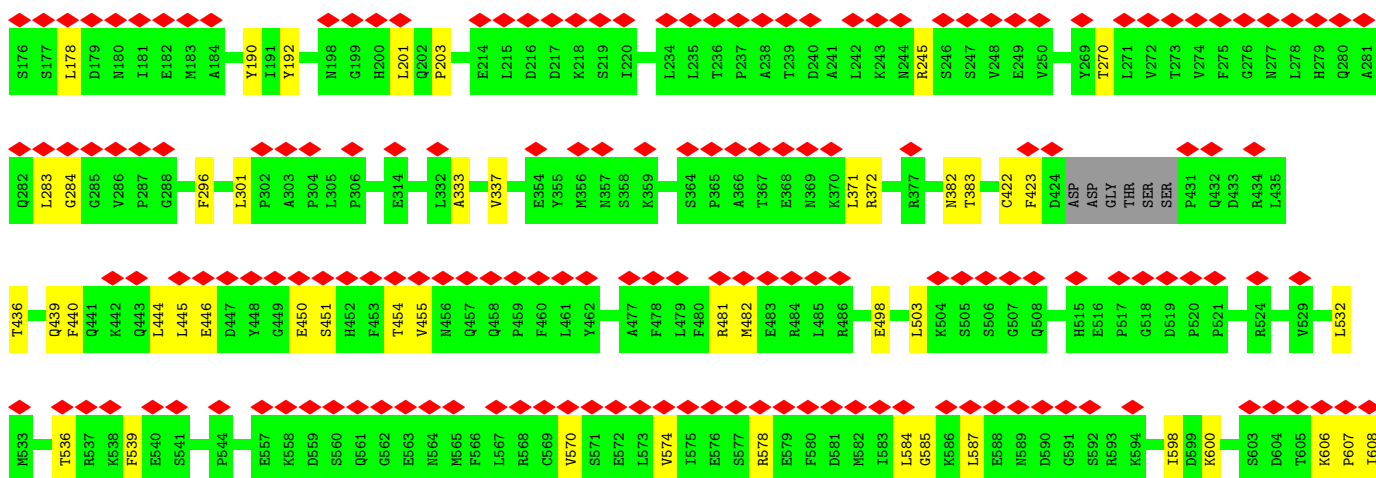 S176 S177 L178 D179 N180 I181 E182 M183 A184 Y190 I191 Y192 N198 G199 H200 L201 Q202 P203 E214 L215 D216 D217 K218 S219 I220 L234 L235 T236 P237 A238 T239 D240 A241 L242 K243 N244 R245 S246 S247 V248 E249 V250 Y269 T270 L271 V272 T273 V274 F275 G276 N277 L278 H279 Q280 A281
Q282 L283 G284 G285 V286 P287 G288 F296 L301 P302 A303 P304 L305 P306 E314 L332 A333 V337 E354 Y355 M356 N357 S358 K359 S364 P365 A366 T367 E368 N369 K370 L371 R372 R377 N382 T383 C422 F423 D424 ASP ASP GLY THR SER SER P431 Q432 D433 R434 L435
T436 Q439 F440 Q441 K442 Q443 L444 L445 E446 D447 Y448 G449 E450 S451 H452 F453 T454 V455 N456 Q457 Q458 P459 F460 L461 Y462 A477 F478 L479 F480 R481 M482 E483 R484 L485 R486 E498 L503 K504 S505 S506 G507 Q508 H515 E516 P517 G518 D519 P520 P521 R524 V529 L532
M533 T536 R537 K538 F539 E540 S541 P544 E557 K558 D559 S560 Q561 G562 E563 N564 M565 F566 L567 R568 C569 V570 S571 E572 L573 V574 I575 E576 S577 R578 E579 F580 D581 M582 I583 L584 G585 K586 L587 E588 N589 D590 G591 S592 R593 K594 I598 D599 K600 S603 D604 T605 K606 P607 I608